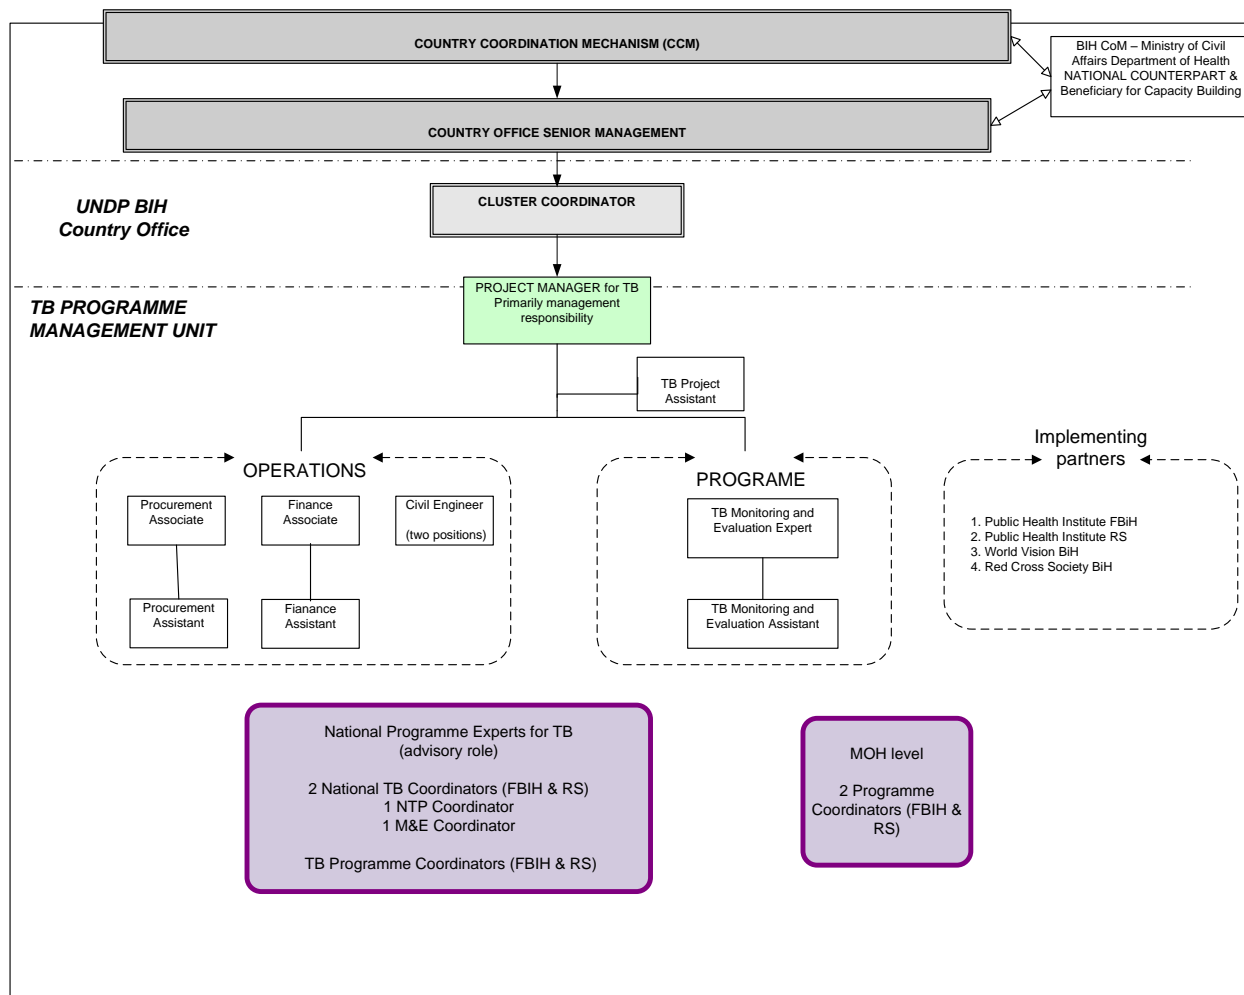 COUNTRY COORDINATION MECHANISM (CCM)
BIH CoM – Ministry of Civil
Affairs Department of Health
NATIONAL COUNTERPART &
Beneficiary for Capacity Building
COUNTRY OFFICE SENIOR MANAGEMENT
UNDP BIH
Country Office
CLUSTER COORDINATOR
TB PROGRAMME
MANAGEMENT UNIT
PROJECT MANAGER for TB
Primarily management
responsibility
TB Project
Assistant
OPERATIONS
Procurement
Associate
Finance
Associate
Civil Engineer
(two positions)
Procurement
Assistant
Fianance
Assistant
PROGRAME
TB Monitoring and
Evaluation Expert
TB Monitoring and
Evaluation Assistant
Implementing
partners
1. Public Health Institute FBiH
2. Public Health Institute RS
3. World Vision BiH
4. Red Cross Society BiH
National Programme Experts for TB
(advisory role)
2 National TB Coordinators (FBIH & RS)
1 NTP Coordinator
1 M&E Coordinator
TB Programme Coordinators (FBIH & RS)
MOH level
2 Programme
Coordinators (FBIH &
RS)